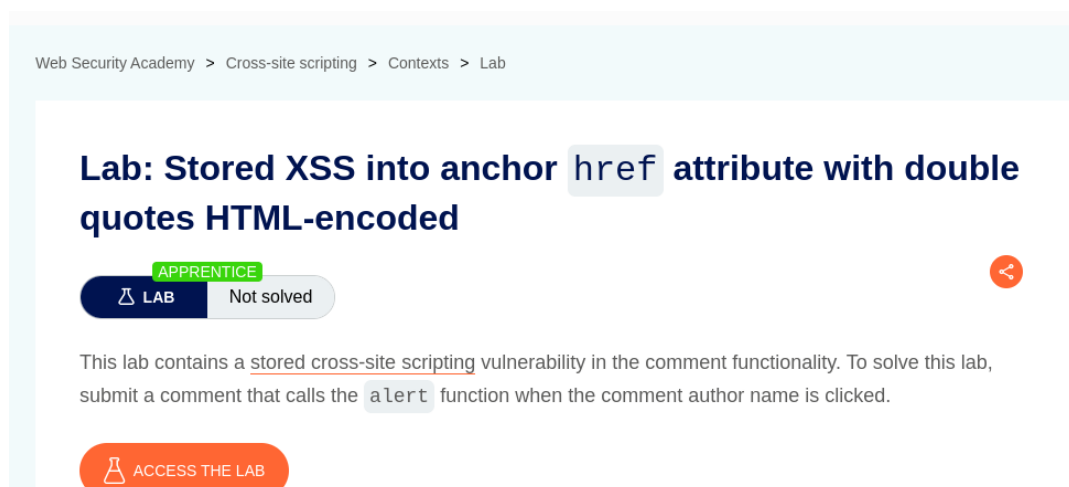 Web Security Academy > Cross-site scripting > Contexts > Lab
Lab: Stored XSS into anchor href attribute with double
quotes HTML-encoded
APPRENTICE
LAB Not solved
This lab contains a stored cross-site scripting vulnerability in the comment functionality. To solve this lab,
submit a comment that calls the alert function when the comment author name is clicked.
ACCESS THE LAB